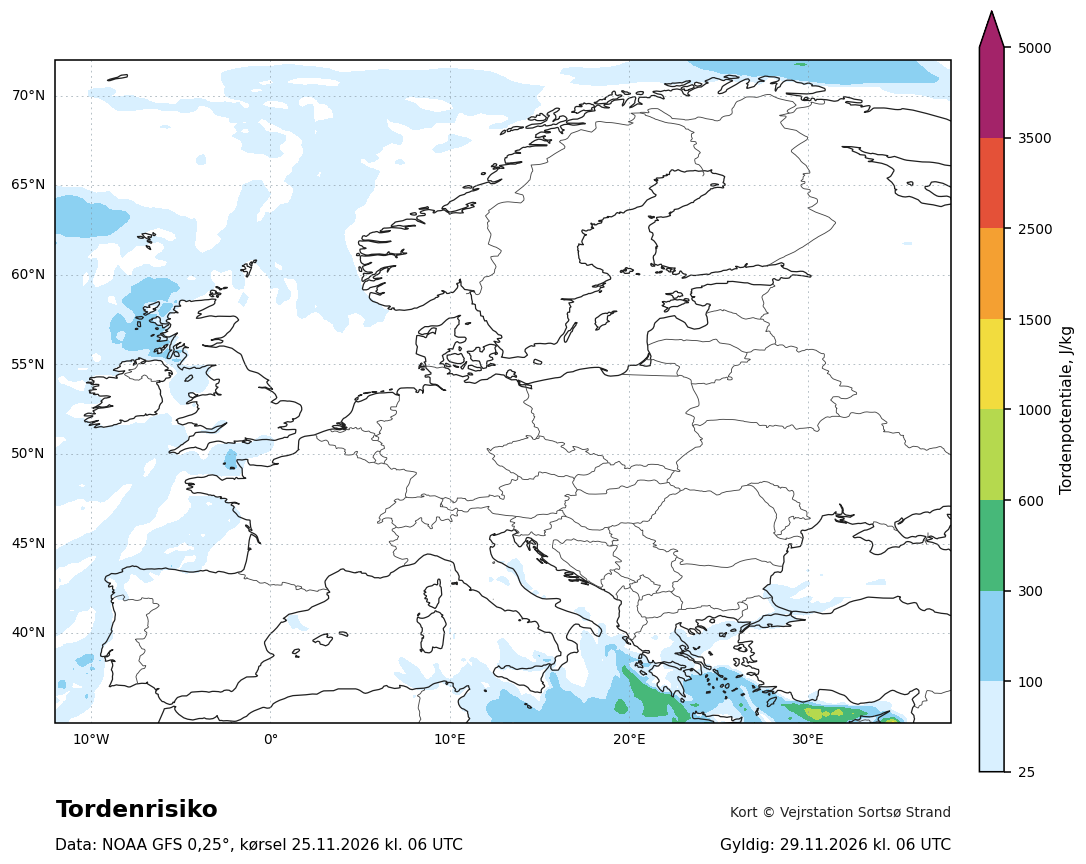 70°N
65°N
60°N
55°N
50°N
45°N
40°N
10°W
0°
10°E
20°E
30°E
5000
3500
2500
1500
1000
600
300
100
25
Tordenpotentiale, J/kg
Tordenrisiko
Kort © Vejrstation Sortsø Strand
Data: NOAA GFS 0,25°, kørsel 25.11.2026 kl. 06 UTC
Gyldig: 29.11.2026 kl. 06 UTC